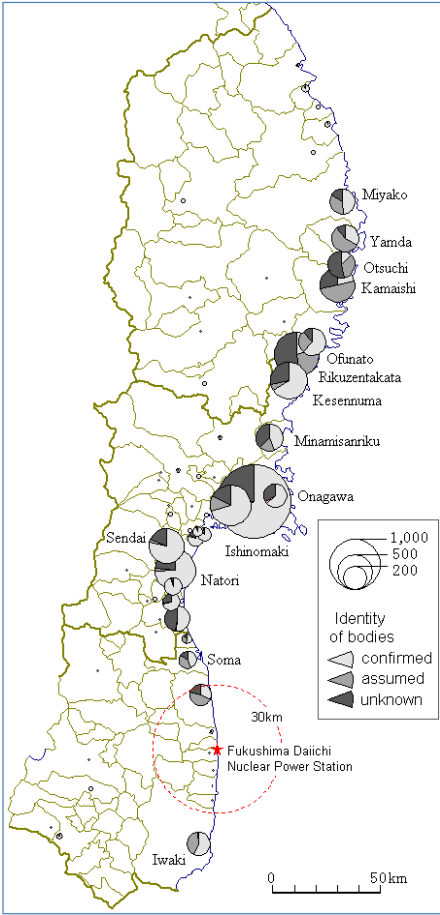 Miyako
Yamda
Otsuchi
Kamaishi
Ofunato
Rikuzentakata
Kesennuma
Minamisanriku
Onagawa
Ishinomaki
Sendai
Natori
Soma
30km
Fukushima Daiichi
Nuclear Power Station
Iwaki
1,000
500
200
Identity
of bodies
confirmed
assumed
unknown
0 50km